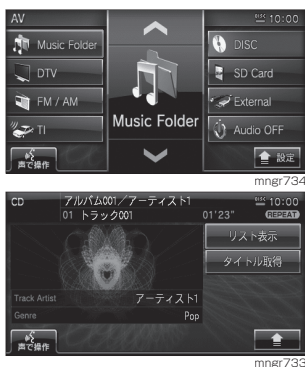 AV
DISC 10:00
Music Folder
DISC
DTV
SD Card
FM / AM
External
TI
Audio OFF
Music Folder
声で操作
設定
mngr734
CD
アルバム001/アーティスト1
DISC 10:00
01 トラック001
01'23"
REPEAT
リスト表示
タイトル取得
Track Artist
アーティスト1
Genre
Pop
声で操作
mngr733